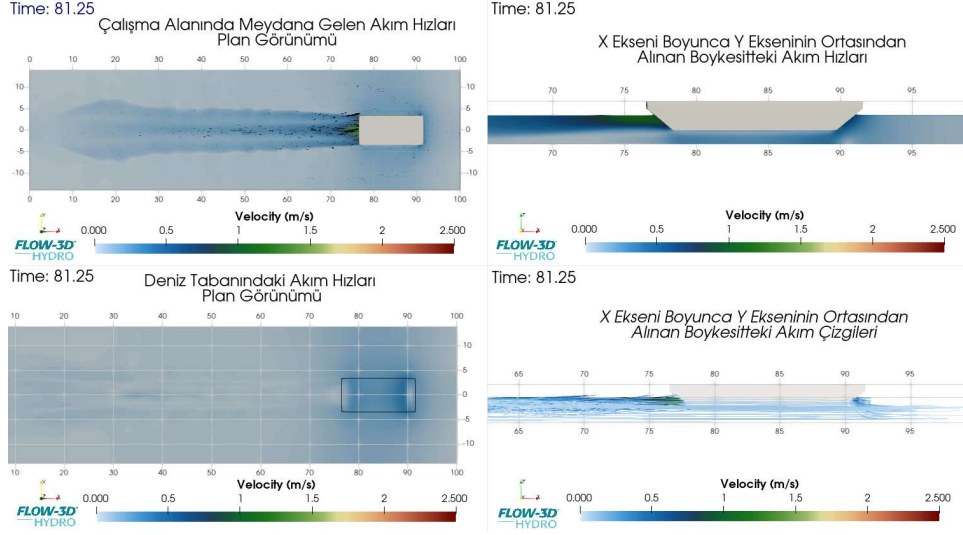 Time: 81.25
Çalışma Alanında Meydana Gelen Akım Hızları
Plan Görünümü
0 10 20 30 40 50 60 70 80 90 100
10 10
5 5
0 0
-5 -5
-10 -10
0 10 20 30 40 50 60 70 80 90 100
Velocity (m/s)
0.000 0.5 1 1.5 2 2.500
FLOW-3D
HYDRO
Time: 81.25
X Ekseni Boyunca Y Ekseninin Ortasından
Alınan Boykesitteki Akım Hızları
70 75 80 85 90 95
70 75 80 85 90 95
Velocity (m/s)
0.000 0.5 1 1.5 2 2.500
FLOW-3D
HYDRO
Time: 81.25
Deniz Tabanındaki Akım Hızları
Plan Görünümü
10 20 30 40 50 60 70 80 90 100
10
5
0
-5
-10
10 20 30 40 50 60 70 80 90 100
Velocity (m/s)
0.000 0.5 1 1.5 2 2.500
FLOW-3D
HYDRO
Time: 81.25
X Ekseni Boyunca Y Ekseninin Ortasından
Alınan Boykesitteki Akım Çizgileri
65 70 75 80 85 90 95
65 70 75 80 85 90 95
Velocity (m/s)
0.000 0.5 1 1.5 2 2.500
FLOW-3D
HYDRO